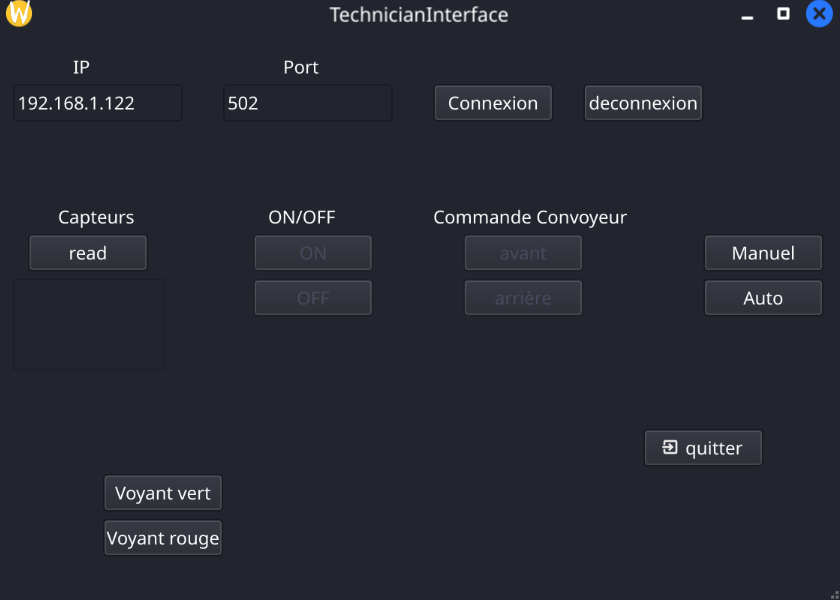 W TechnicianInterface
IP Port
192.168.1.122 502 Connexion deconnexion
Capteurs ON/OFF Commande Convoyeur
read ON avant Manuel
OFF arrière Auto
quitter
Voyant vert
Voyant rouge